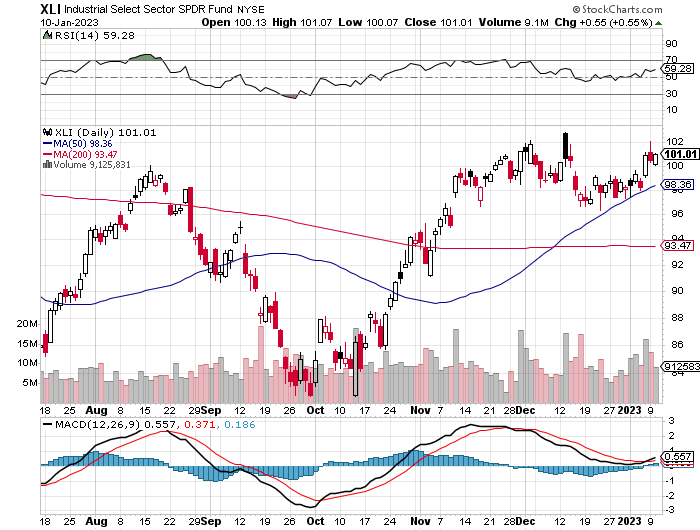 XLI Industrial Select Sector SPDR Fund NYSE © StockCharts.com
10-Jan-2023 Open 100.13 High 101.07 Low 100.07 Close 101.01 Volume 9.1M Chg +0.55 (+0.55%)
RSI(14) 59.28
90
70
59.28
50
30
10
XLI (Daily) 101.01
MA(50) 98.36
MA(200) 93.47
Volume 9,125,831
102
101.01
100
98.36
96
94
93.47
92
90
88
86
84
20M
15M
10M
5M
912583
18 25 Aug 8 15 22 Sep 12 19 26 Oct 10 17 24 Nov 7 14 21 28 Dec 12 19 27 2023 9
MACD(12,26,9) 0.557, 0.371, 0.186
3
2
1
0.557
0
-1
-2
18 25 Aug 8 15 22 Sep 12 19 26 Oct 10 17 24 Nov 7 14 21 28 Dec 12 19 27 2023 9